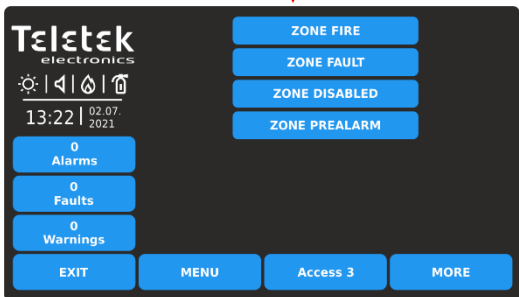 Teletek
electronics
13:22 02.07.
2021
0
Alarms
0
Faults
0
Warnings
ZONE FIRE
ZONE FAULT
ZONE DISABLED
ZONE PREALARM
EXIT
MENU
Access 3
MORE